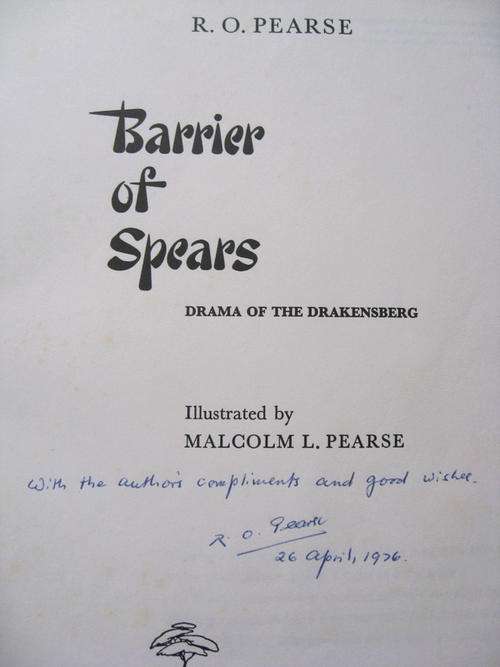 R. O. PEARSE
Barrier
of
Spears
DRAMA OF THE DRAKENSBERG
Illustrated by
MALCOLM L. PEARSE
With the author's compliments and good wishes.
R. O. Pearse
26 April, 1976.